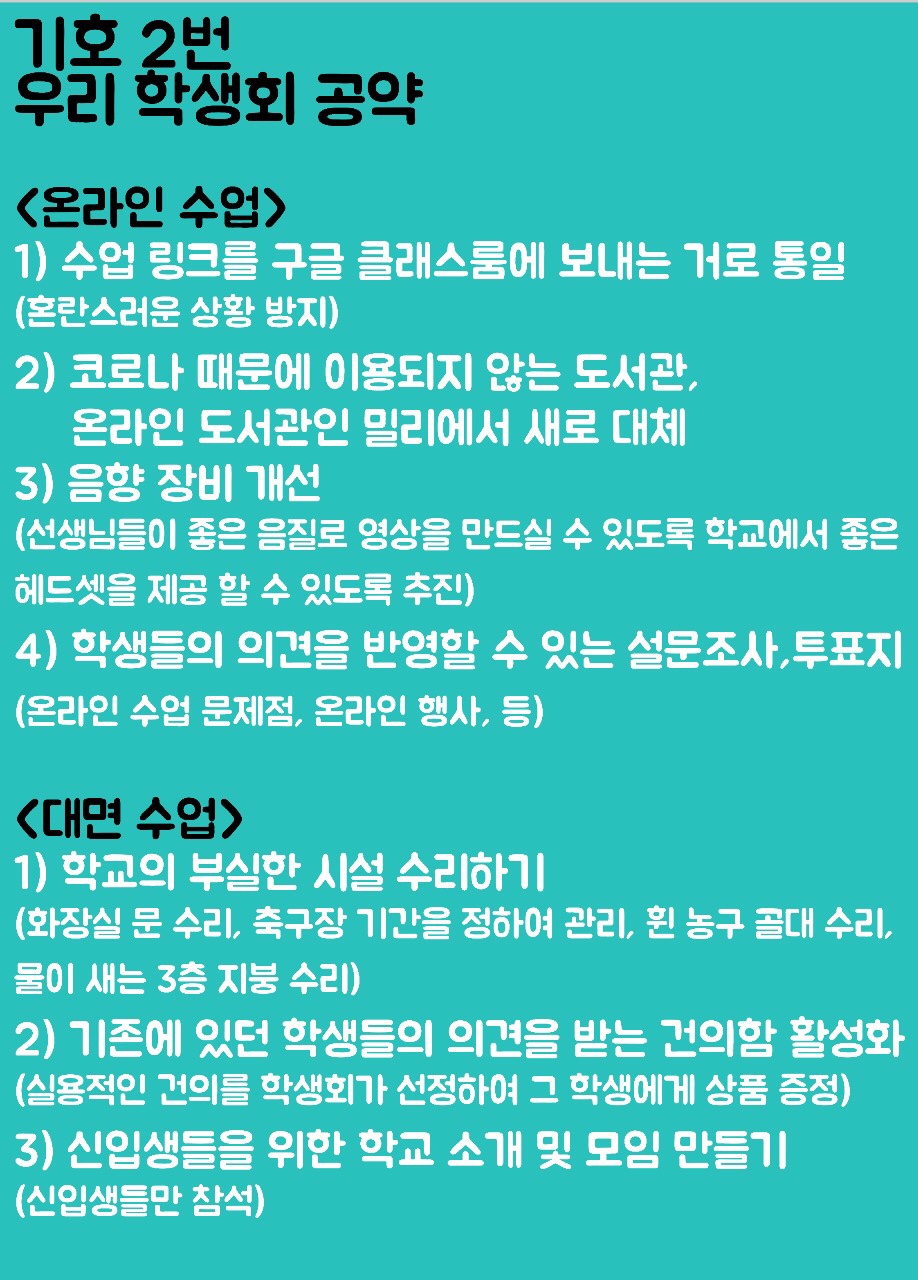 기호 2번
우리 학생회 공약
<온라인 수업>
1) 수업 링크를 구글 클래스룸에 보내는 거로 통일
(혼란스러운 상황 방지)
2) 코로나 때문에 이용되지 않는 도서관,
온라인 도서관인 밀리에서 새로 대체
3) 음향 장비 개선
(선생님들이 좋은 음질로 영상을 만드실 수 있도록 학교에서 좋은
헤드셋을 제공 할 수 있도록 추진)
4) 학생들의 의견을 반영할 수 있는 설문조사,투표지
(온라인 수업 문제점, 온라인 행사, 등)
<대면 수업>
1) 학교의 부실한 시설 수리하기
(화장실 문 수리, 축구장 기간을 정하여 관리, 휜 농구 골대 수리,
물이 새는 3층 지붕 수리)
2) 기존에 있던 학생들의 의견을 받는 건의함 활성화
(실용적인 건의를 학생회가 선정하여 그 학생에게 상품 증정)
3) 신입생들을 위한 학교 소개 및 모임 만들기
(신입생들만 참석)